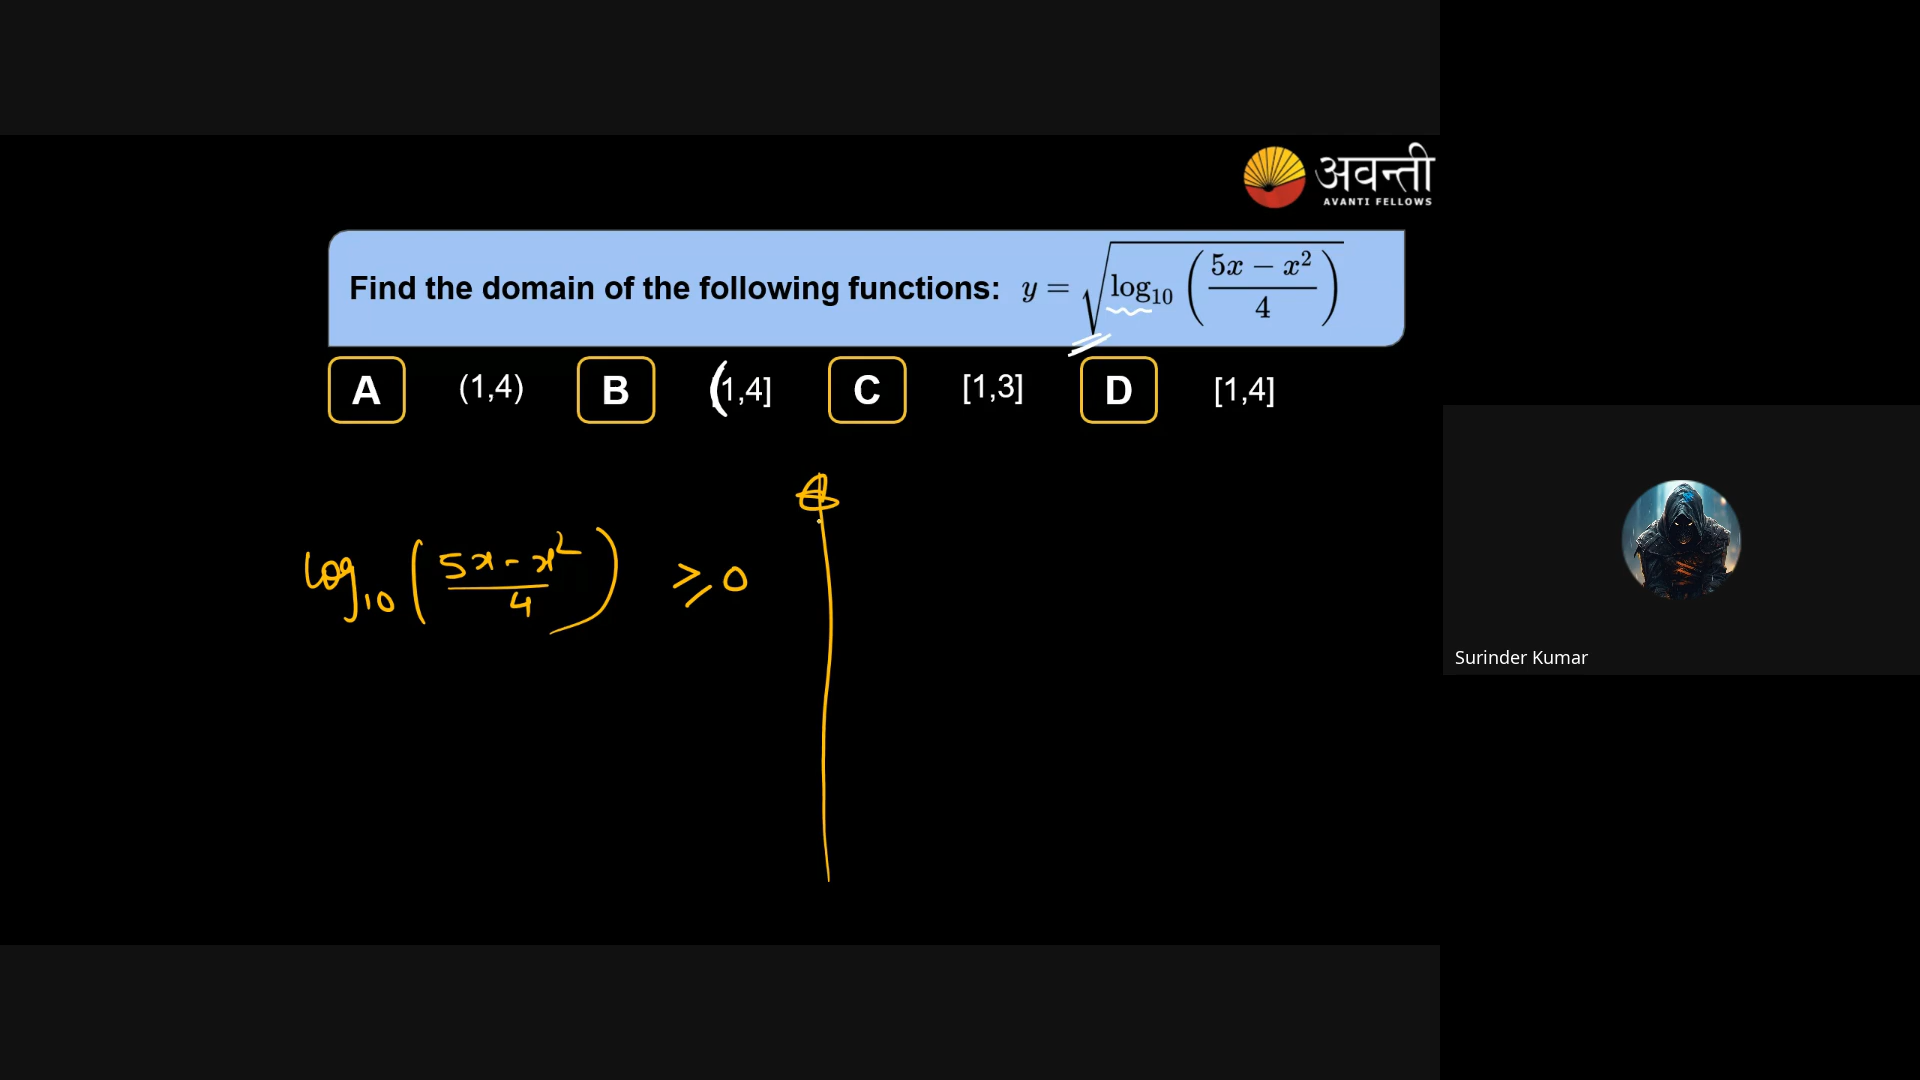 अवन्ती
AVANTI FELLOWS
Find the domain of the following functions: y = √(log₁₀ ((5x − x²)/4))
A (1,4) B (1,4] C [1,3] D [1,4]
log₁₀ ((5x − x²)/4) ≥ 0
Surinder Kumar